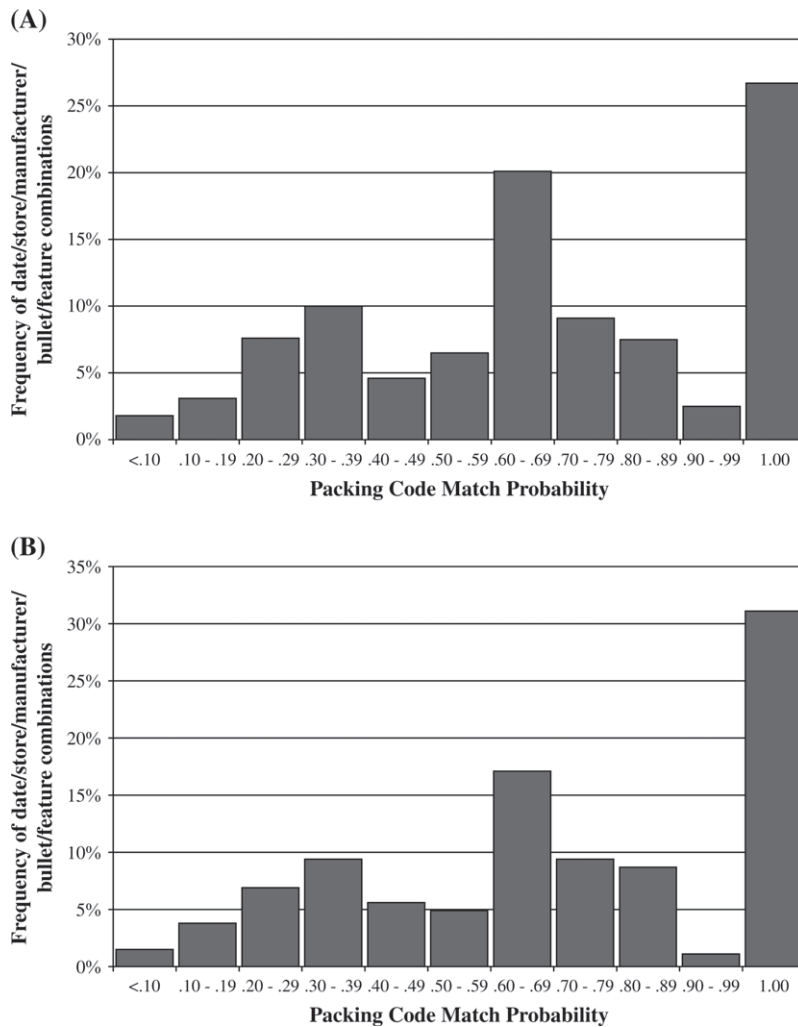 (A)
Frequency of date/store/manufacturer/
bullet/feature combinations
30%
25%
20%
15%
10%
5%
0%
<.10 .10 - .19 .20 - .29 .30 - .39 .40 - .49 .50 - .59 .60 - .69 .70 - .79 .80 - .89 .90 - .99 1.00
Packing Code Match Probability
(B)
Frequency of date/store/manufacturer/
bullet/feature combinations
35%
30%
25%
20%
15%
10%
5%
0%
<.10 .10 - .19 .20 - .29 .30 - .39 .40 - .49 .50 - .59 .60 - .69 .70 - .79 .80 - .89 .90 - .99 1.00
Packing Code Match Probability